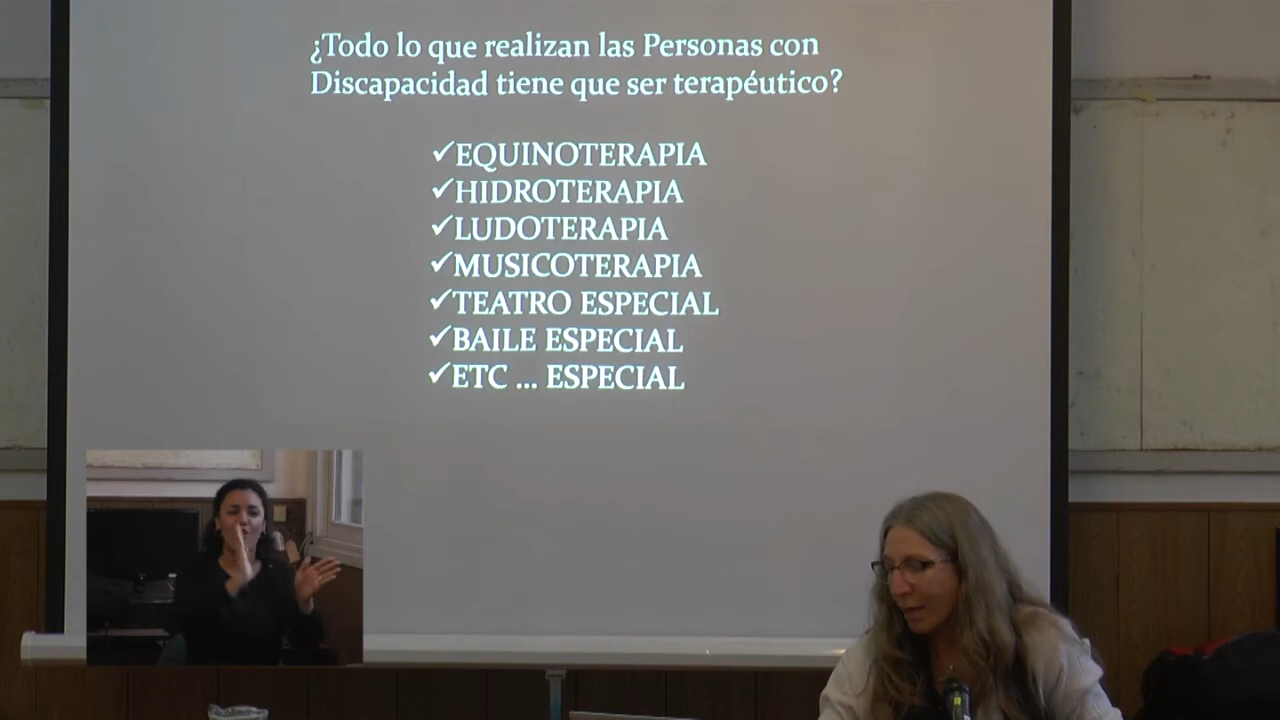 ¿Todo lo que realizan las Personas con
Discapacidad tiene que ser terapéutico?
✓EQUINOTERAPIA
✓HIDROTERAPIA
✓LUDOTERAPIA
✓MUSICOTERAPIA
✓TEATRO ESPECIAL
✓BAILE ESPECIAL
✓ETC ... ESPECIAL